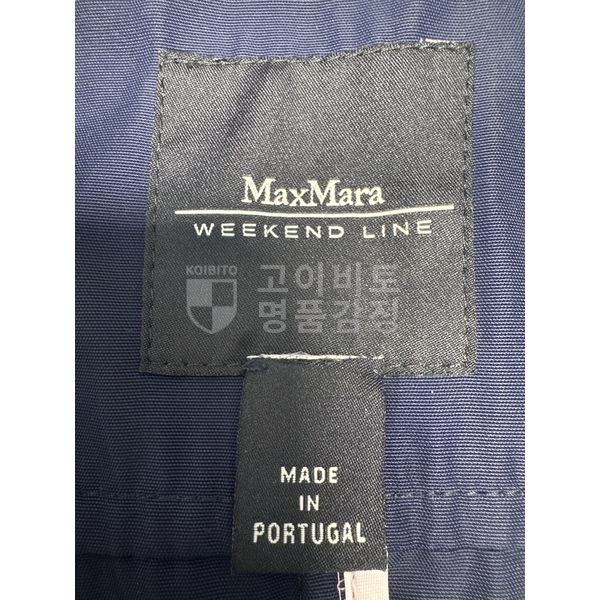 MaxMara
WEEKEND LINE
KOIBITO
고이비토
명품감정
MADE
IN
PORTUGAL